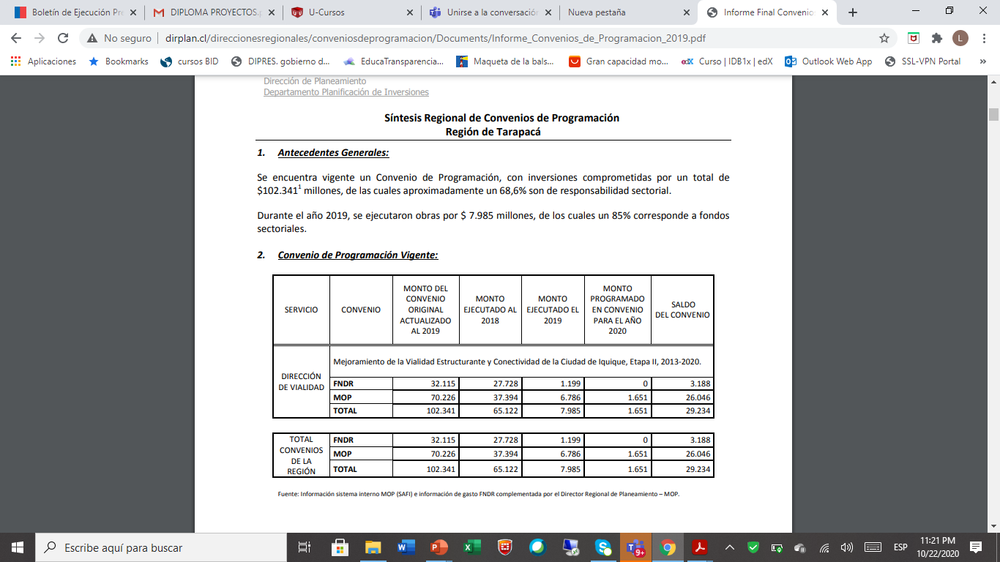 Boletín de Ejecución Pre
DIPLOMA PROYECTOS.p
U-Cursos
Unirse a la conversación
Nueva pestaña
Informe Final Convenio
No seguro | dirplan.cl/direccionesregionales/conveniosdeprogramacion/Documents/Informe_Convenios_de_Programacion_2019.pdf
L
Aplicaciones
Bookmarks
cursos BID
DIPRES. gobierno d...
EducaTransparencia...
Maqueta de la bals...
Gran capacidad mo...
edX Curso | IDB1x | edX
Outlook Web App
SSL-VPN Portal
»
Dirección de Planeamiento
Departamento Planificación de Inversiones
Síntesis Regional de Convenios de Programación
Región de Tarapacá
1. Antecedentes Generales:
Se encuentra vigente un Convenio de Programación, con inversiones comprometidas por un total de
$102.341¹ millones, de las cuales aproximadamente un 68,6% son de responsabilidad sectorial.
Durante el año 2019, se ejecutaron obras por $ 7.985 millones, de los cuales un 85% corresponde a fondos
sectoriales.
2. Convenio de Programación Vigente:
SERVICIO
CONVENIO
MONTO DEL
CONVENIO
ORIGINAL
ACTUALIZADO
AL 2019
MONTO
EJECUTADO AL
2018
MONTO
EJECUTADO EL
2019
MONTO
PROGRAMADO
EN CONVENIO
PARA EL AÑO
2020
SALDO
DEL CONVENIO
DIRECCIÓN
DE VIALIDAD
Mejoramiento de la Vialidad Estructurante y Conectividad de la Ciudad de Iquique, Etapa II, 2013-2020.
FNDR 32.115 27.728 1.199 0 3.188
MOP 70.226 37.394 6.786 1.651 26.046
TOTAL 102.341 65.122 7.985 1.651 29.234
TOTAL
CONVENIOS
DE LA
REGIÓN
FNDR 32.115 27.728 1.199 0 3.188
MOP 70.226 37.394 6.786 1.651 26.046
TOTAL 102.341 65.122 7.985 1.651 29.234
Fuente: Información sistema interno MOP (SAFI) e información de gasto FNDR complementada por el Director Regional de Planeamiento – MOP.
Escribe aquí para buscar
9+
ESP
11:21 PM
10/22/2020